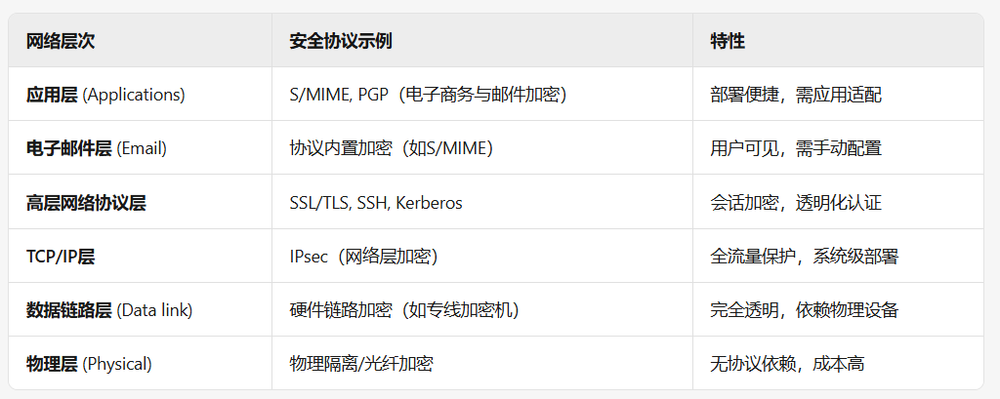 网络层次 安全协议示例 特性
应用层 (Applications) S/MIME, PGP（电子商务与邮件加密） 部署便捷，需应用适配
电子邮件层 (Email) 协议内置加密（如S/MIME） 用户可见，需手动配置
高层网络协议层 SSL/TLS, SSH, Kerberos 会话加密，透明化认证
TCP/IP层 IPsec（网络层加密） 全流量保护，系统级部署
数据链路层 (Data link) 硬件链路加密（如专线加密机） 完全透明，依赖物理设备
物理层 (Physical) 物理隔离/光纤加密 无协议依赖，成本高